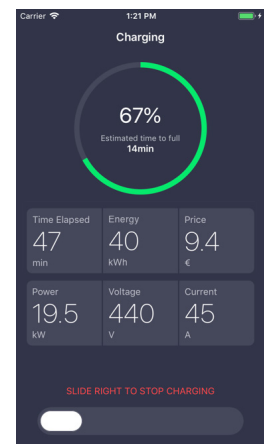 Carrier 1:21 PM
Charging
67%
Estimated time to full
14min
Time Elapsed Energy Price
47 40 9.4
min kWh €
Power Voltage Current
19.5 440 45
kW V A
SLIDE RIGHT TO STOP CHARGING